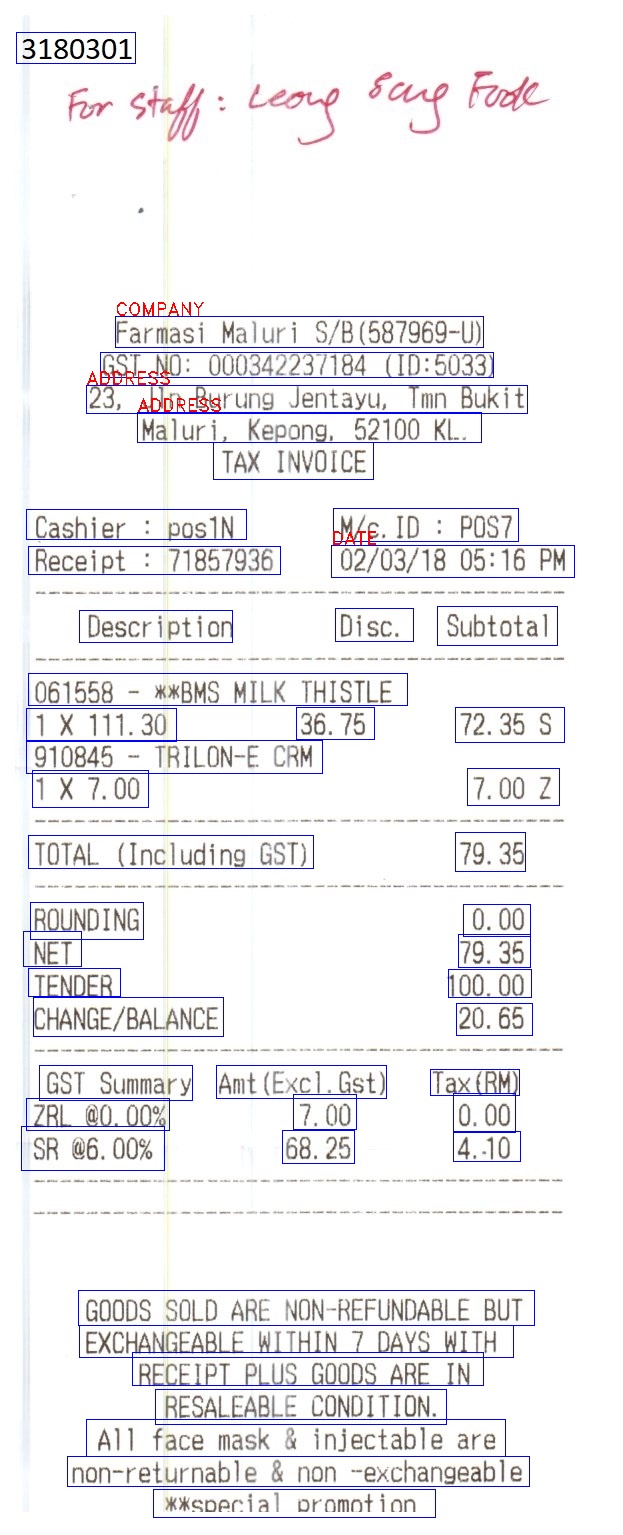 3180301
For Staff : Leong Sang Fook
COMPANY
Farmasi Maluri S/B(587969-U)
GST NO: 000342237184 (ID:5033)
ADDRESS
23, Jln Burung Jentayu, Tmn Bukit
ADDRESS
Maluri, Kepong, 52100 KL.
TAX INVOICE
Cashier : pos1N M/c. ID : POS7
DATE
Receipt : 71857936 02/03/18 05:16 PM
Description Disc. Subtotal
061558 - **BMS MILK THISTLE
1 X 111.30 36.75 72.35 S
910845 - TRILON-E CRM
1 X 7.00 7.00 Z
TOTAL (Including GST) 79.35
ROUNDING 0.00
NET 79.35
TENDER 100.00
CHANGE/BALANCE 20.65
GST Summary Amt(Excl.Gst) Tax(RM)
ZRL @0.00% 7.00 0.00
SR @6.00% 68.25 4.10
GOODS SOLD ARE NON-REFUNDABLE BUT
EXCHANGEABLE WITHIN 7 DAYS WITH
RECEIPT PLUS GOODS ARE IN
RESALEABLE CONDITION.
All face mask & injectable are
non-returnable & non -exchangeable
**special promotion